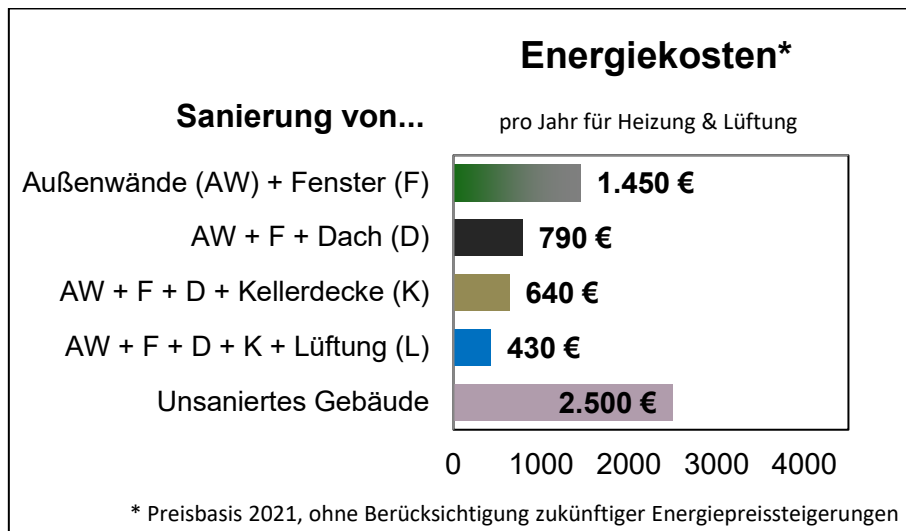 Energiekosten*
Sanierung von...
pro Jahr für Heizung & Lüftung
Außenwände (AW) + Fenster (F)
1.450 €
AW + F + Dach (D)
790 €
AW + F + D + Kellerdecke (K)
640 €
AW + F + D + K + Lüftung (L)
430 €
Unsaniertes Gebäude
2.500 €
0 1000 2000 3000 4000
* Preisbasis 2021, ohne Berücksichtigung zukünftiger Energiepreissteigerungen